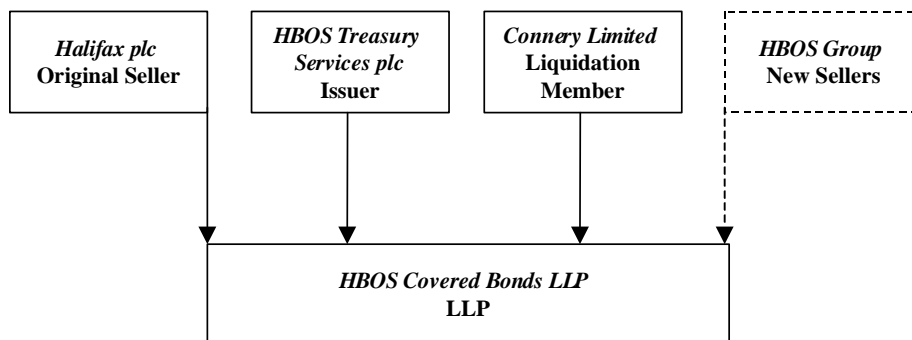 Halifax plc
Original Seller
HBOS Treasury
Services plc
Issuer
Connery Limited
Liquidation
Member
HBOS Group
New Sellers
HBOS Covered Bonds LLP
LLP